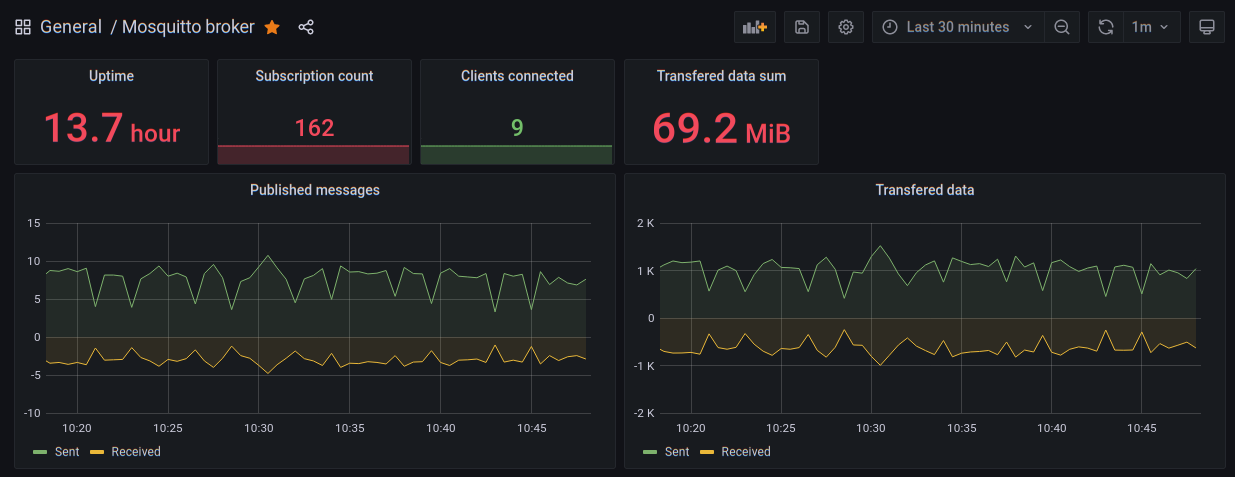 General / Mosquitto broker
Last 30 minutes
1m
Uptime
13.7 hour
Subscription count
162
Clients connected
9
Transfered data sum
69.2 MiB
Published messages
15
10
5
0
-5
-10
10:20 10:25 10:30 10:35 10:40 10:45
Sent Received
Transfered data
2 K
1 K
0
-1 K
-2 K
10:20 10:25 10:30 10:35 10:40 10:45
Sent Received